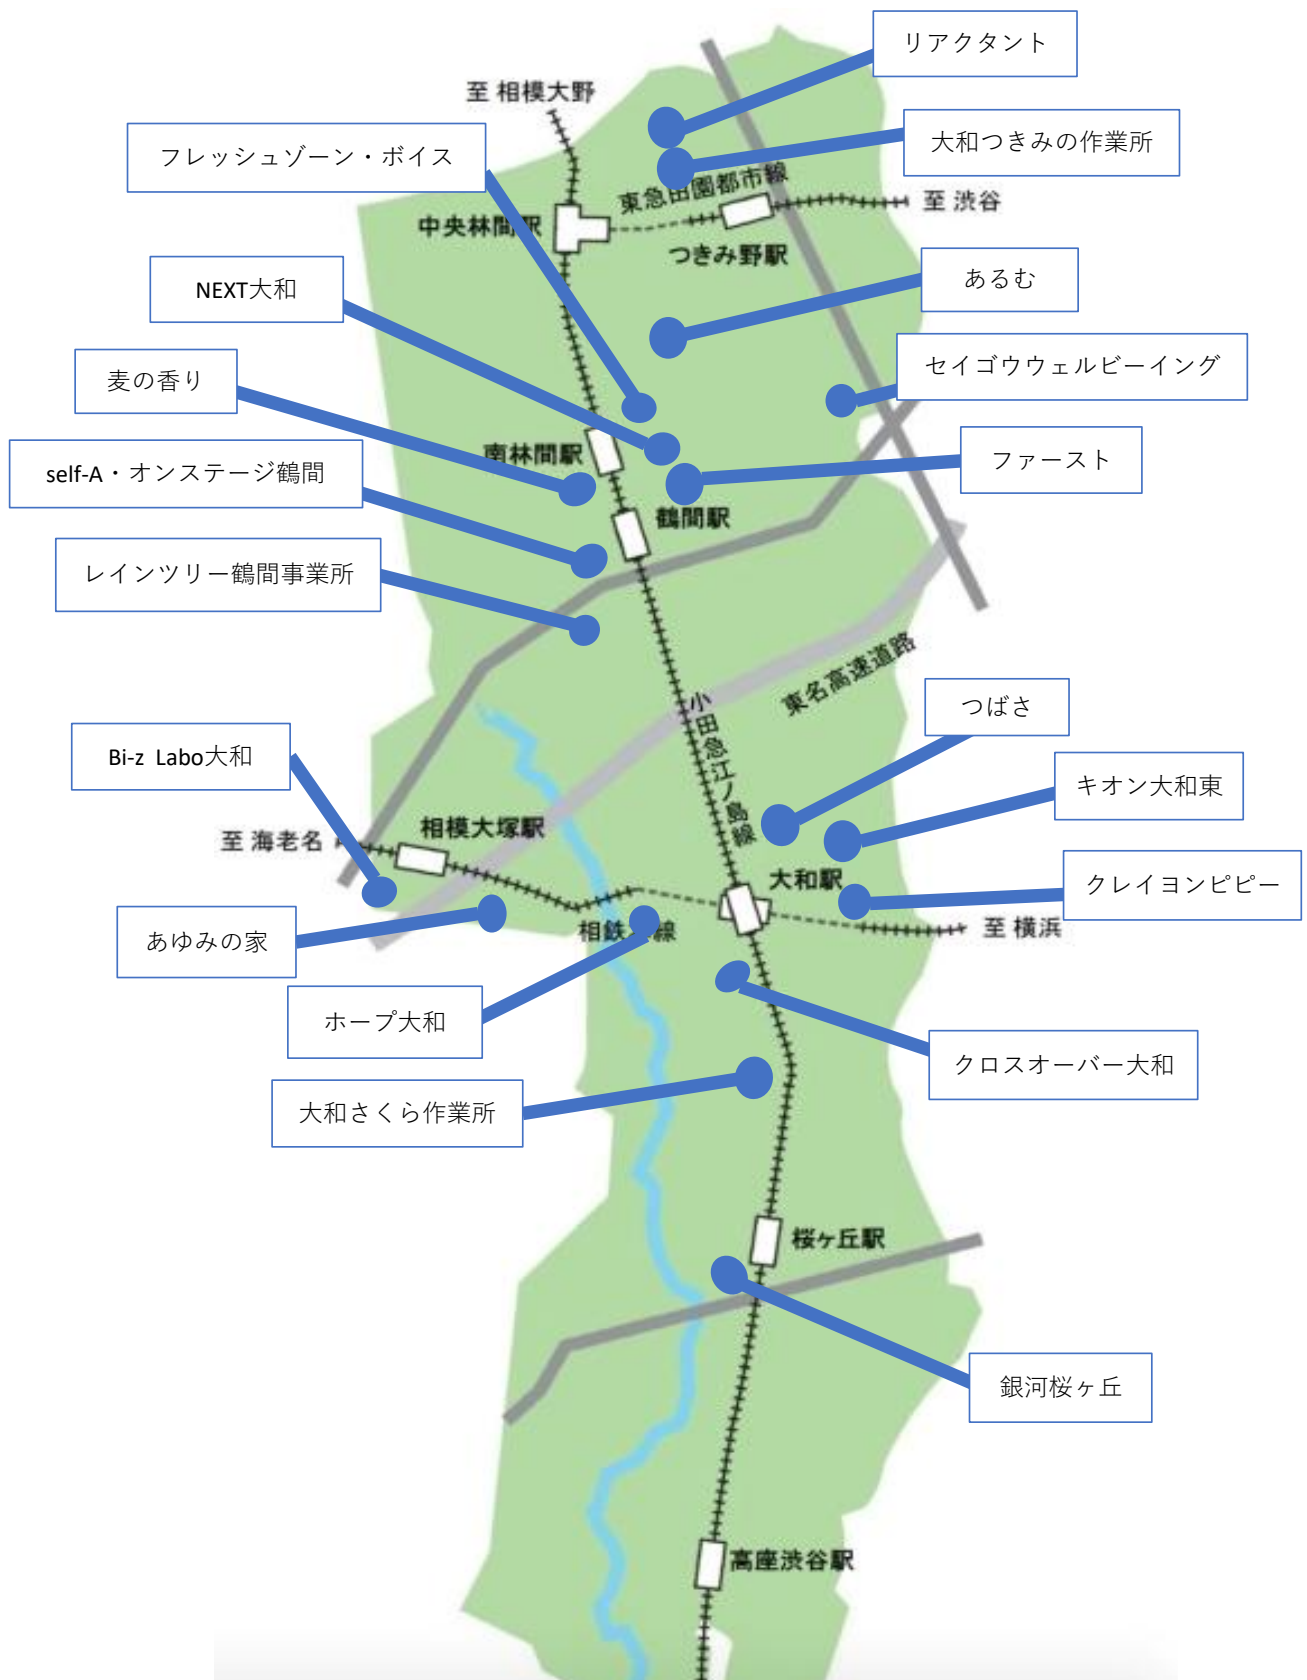 リアクタント
至 相模大野
大和つきみの作業所
フレッシュゾーン・ボイス
東急田園都市線
至 渋谷
中央林間駅
つきみ野駅
あるむ
NEXT大和
セイゴウウェルビーイング
麦の香り
南林間駅
ファースト
self-A・オンステージ鶴間
鶴間駅
レインツリー鶴間事業所
東名高速道路
つばさ
小田急江ノ島線
Bi-z Labo大和
キオン大和東
相模大塚駅
至 海老名
大和駅
クレイヨンピピー
あゆみの家
相鉄 線
至 横浜
ホープ大和
クロスオーバー大和
大和さくら作業所
桜ヶ丘駅
銀河桜ヶ丘
高座渋谷駅